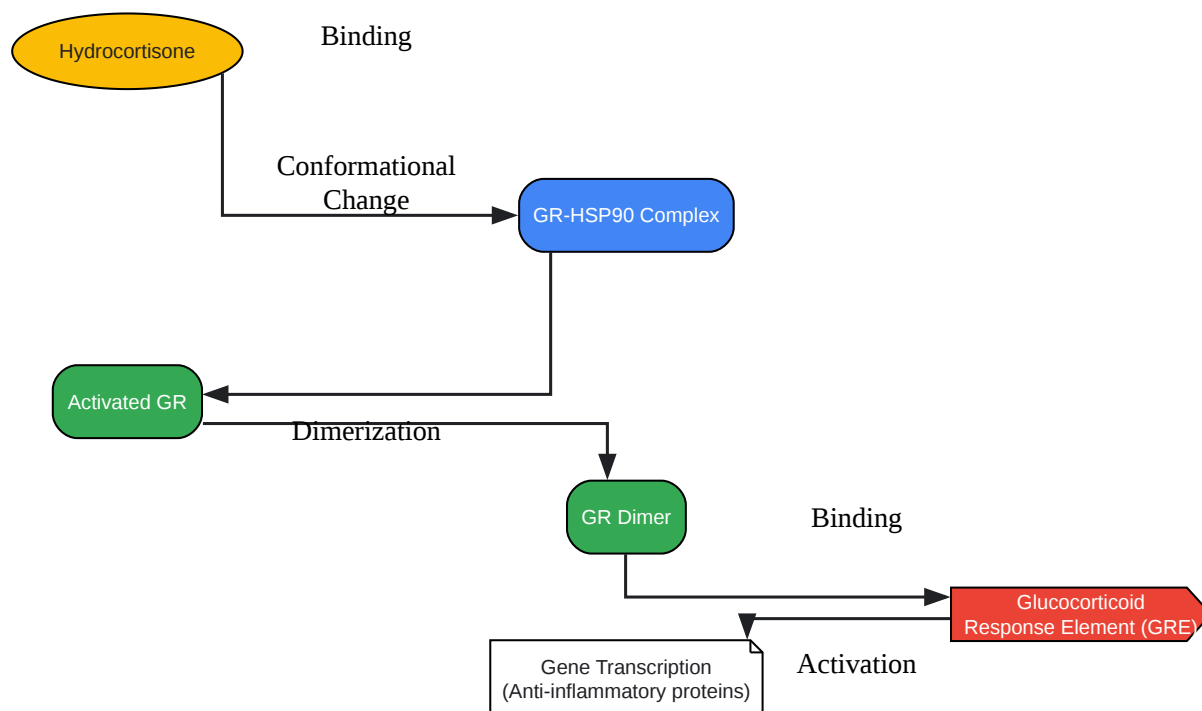 Hydrocortisone
Binding
Conformational
Change
GR-HSP90 Complex
Activated GR
Dimerization
GR Dimer
Binding
Glucocorticoid
Response Element (GRE)
Activation
Gene Transcription
(Anti-inflammatory proteins)